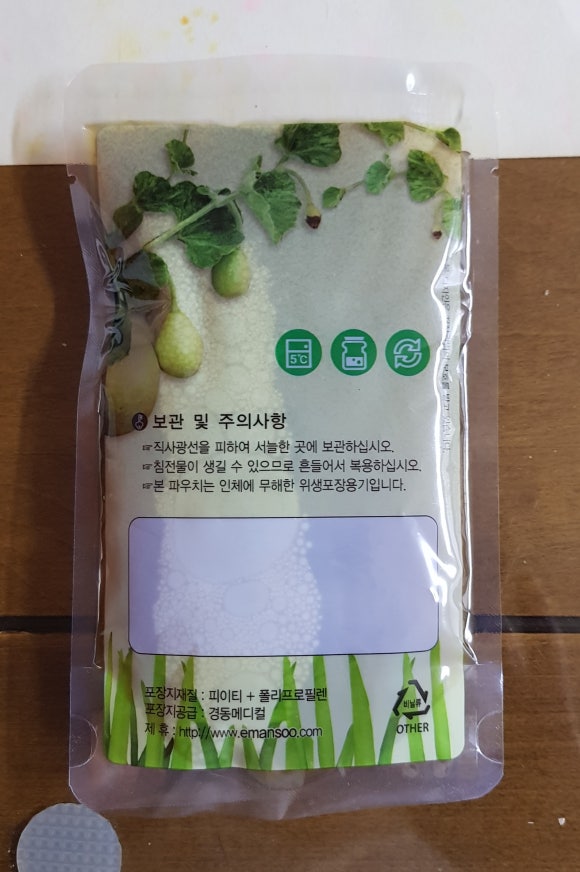 5℃
보관 및 주의사항
☞직사광선을 피하여 서늘한 곳에 보관하십시오.
☞침전물이 생길 수 있으므로 흔들어서 복용하십시오.
☞본 파우치는 인체에 무해한 위생포장용기입니다.
포장지재질 : 피이티 + 폴리프로필렌
포장지공급 : 경동메디컬
제 휴 : http://www.emansoo.com
비닐류
OTHER